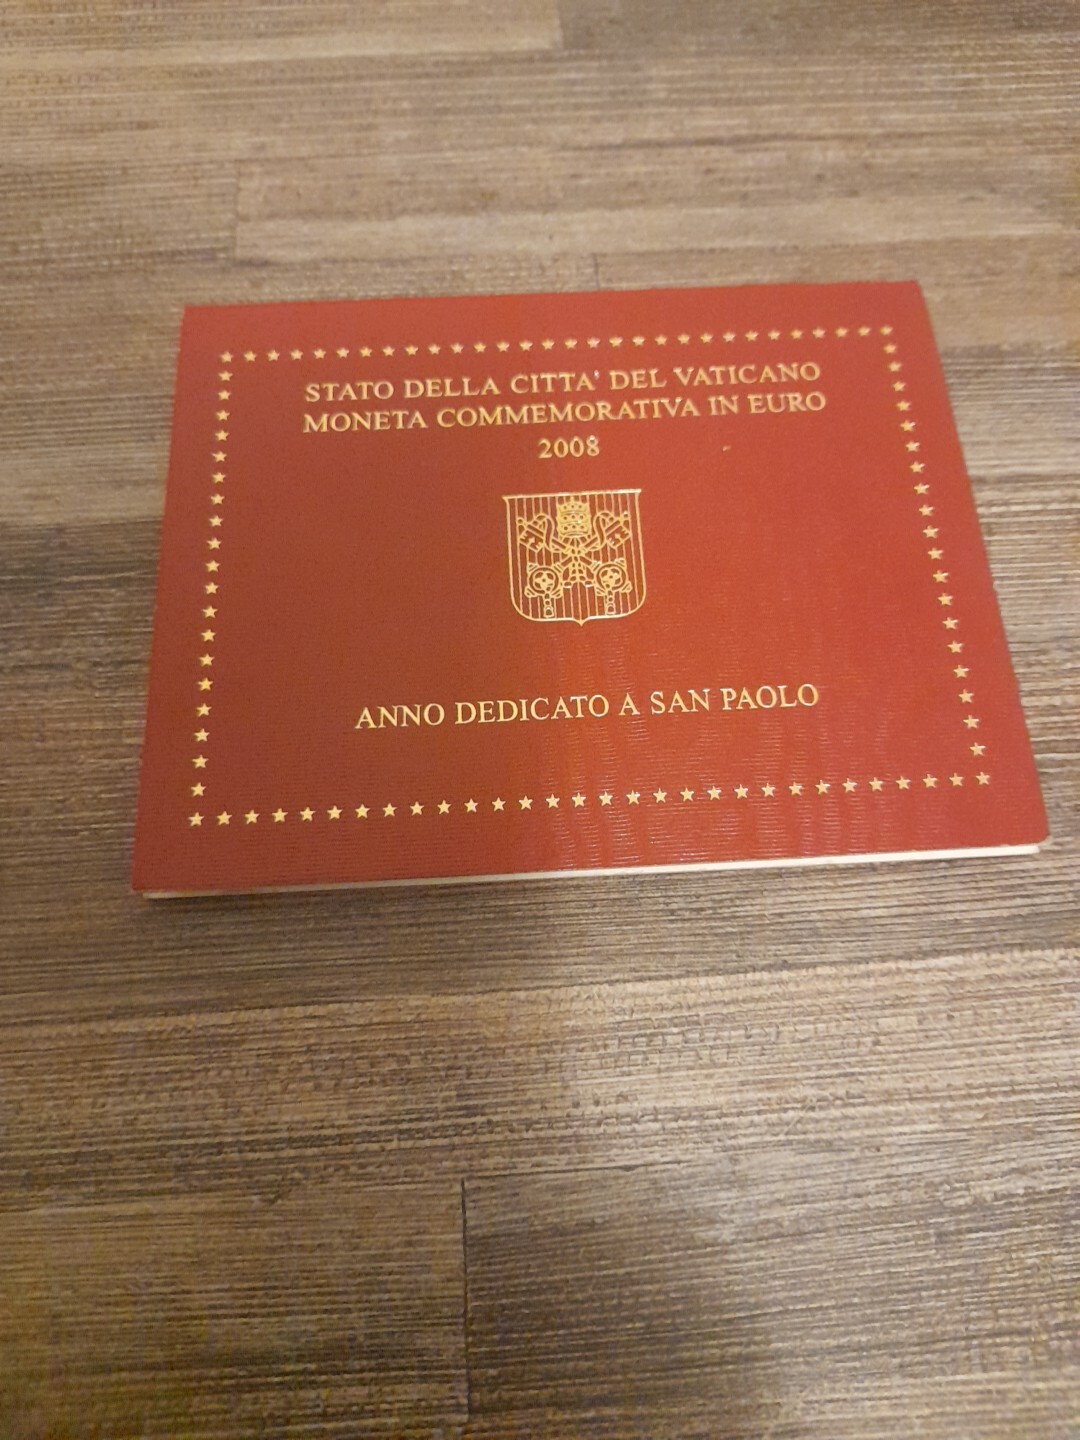 STATO DELLA CITTA' DEL VATICANO
MONETA COMMEMORATIVA IN EURO
2008
ANNO DEDICATO A SAN PAOLO